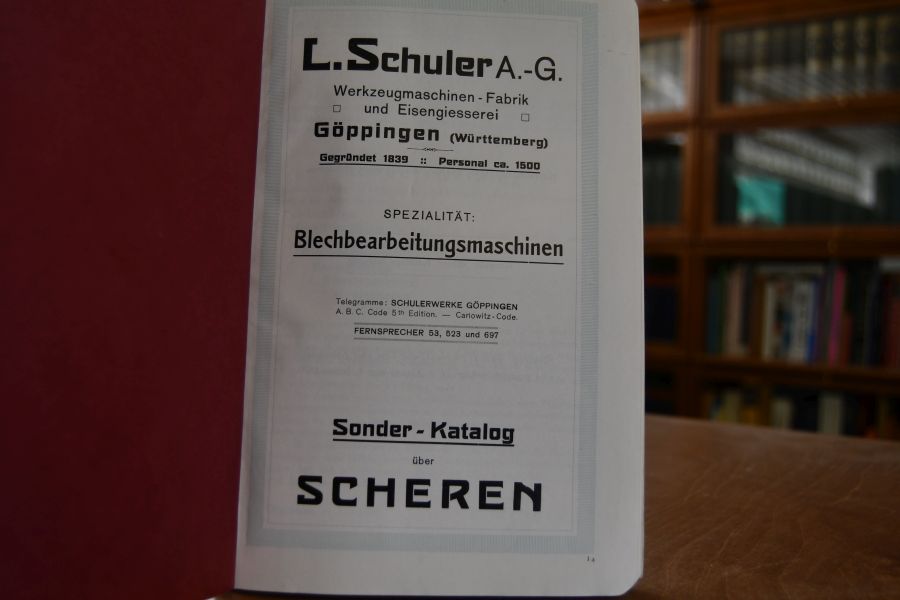 L. Schuler A.-G.
Werkzeugmaschinen-Fabrik
und Eisengiesserei
Göppingen (Württemberg)
Gegründet 1839 :: Personal ca. 1500
SPEZIALITÄT:
Blechbearbeitungsmaschinen
Telegramme: SCHULERWERKE GÖPPINGEN
A. B. C. Code 5th Edition. — Carlowitz-Code.
FERNSPRECHER 53, 523 und 697
Sonder-Katalog
über
SCHEREN
14